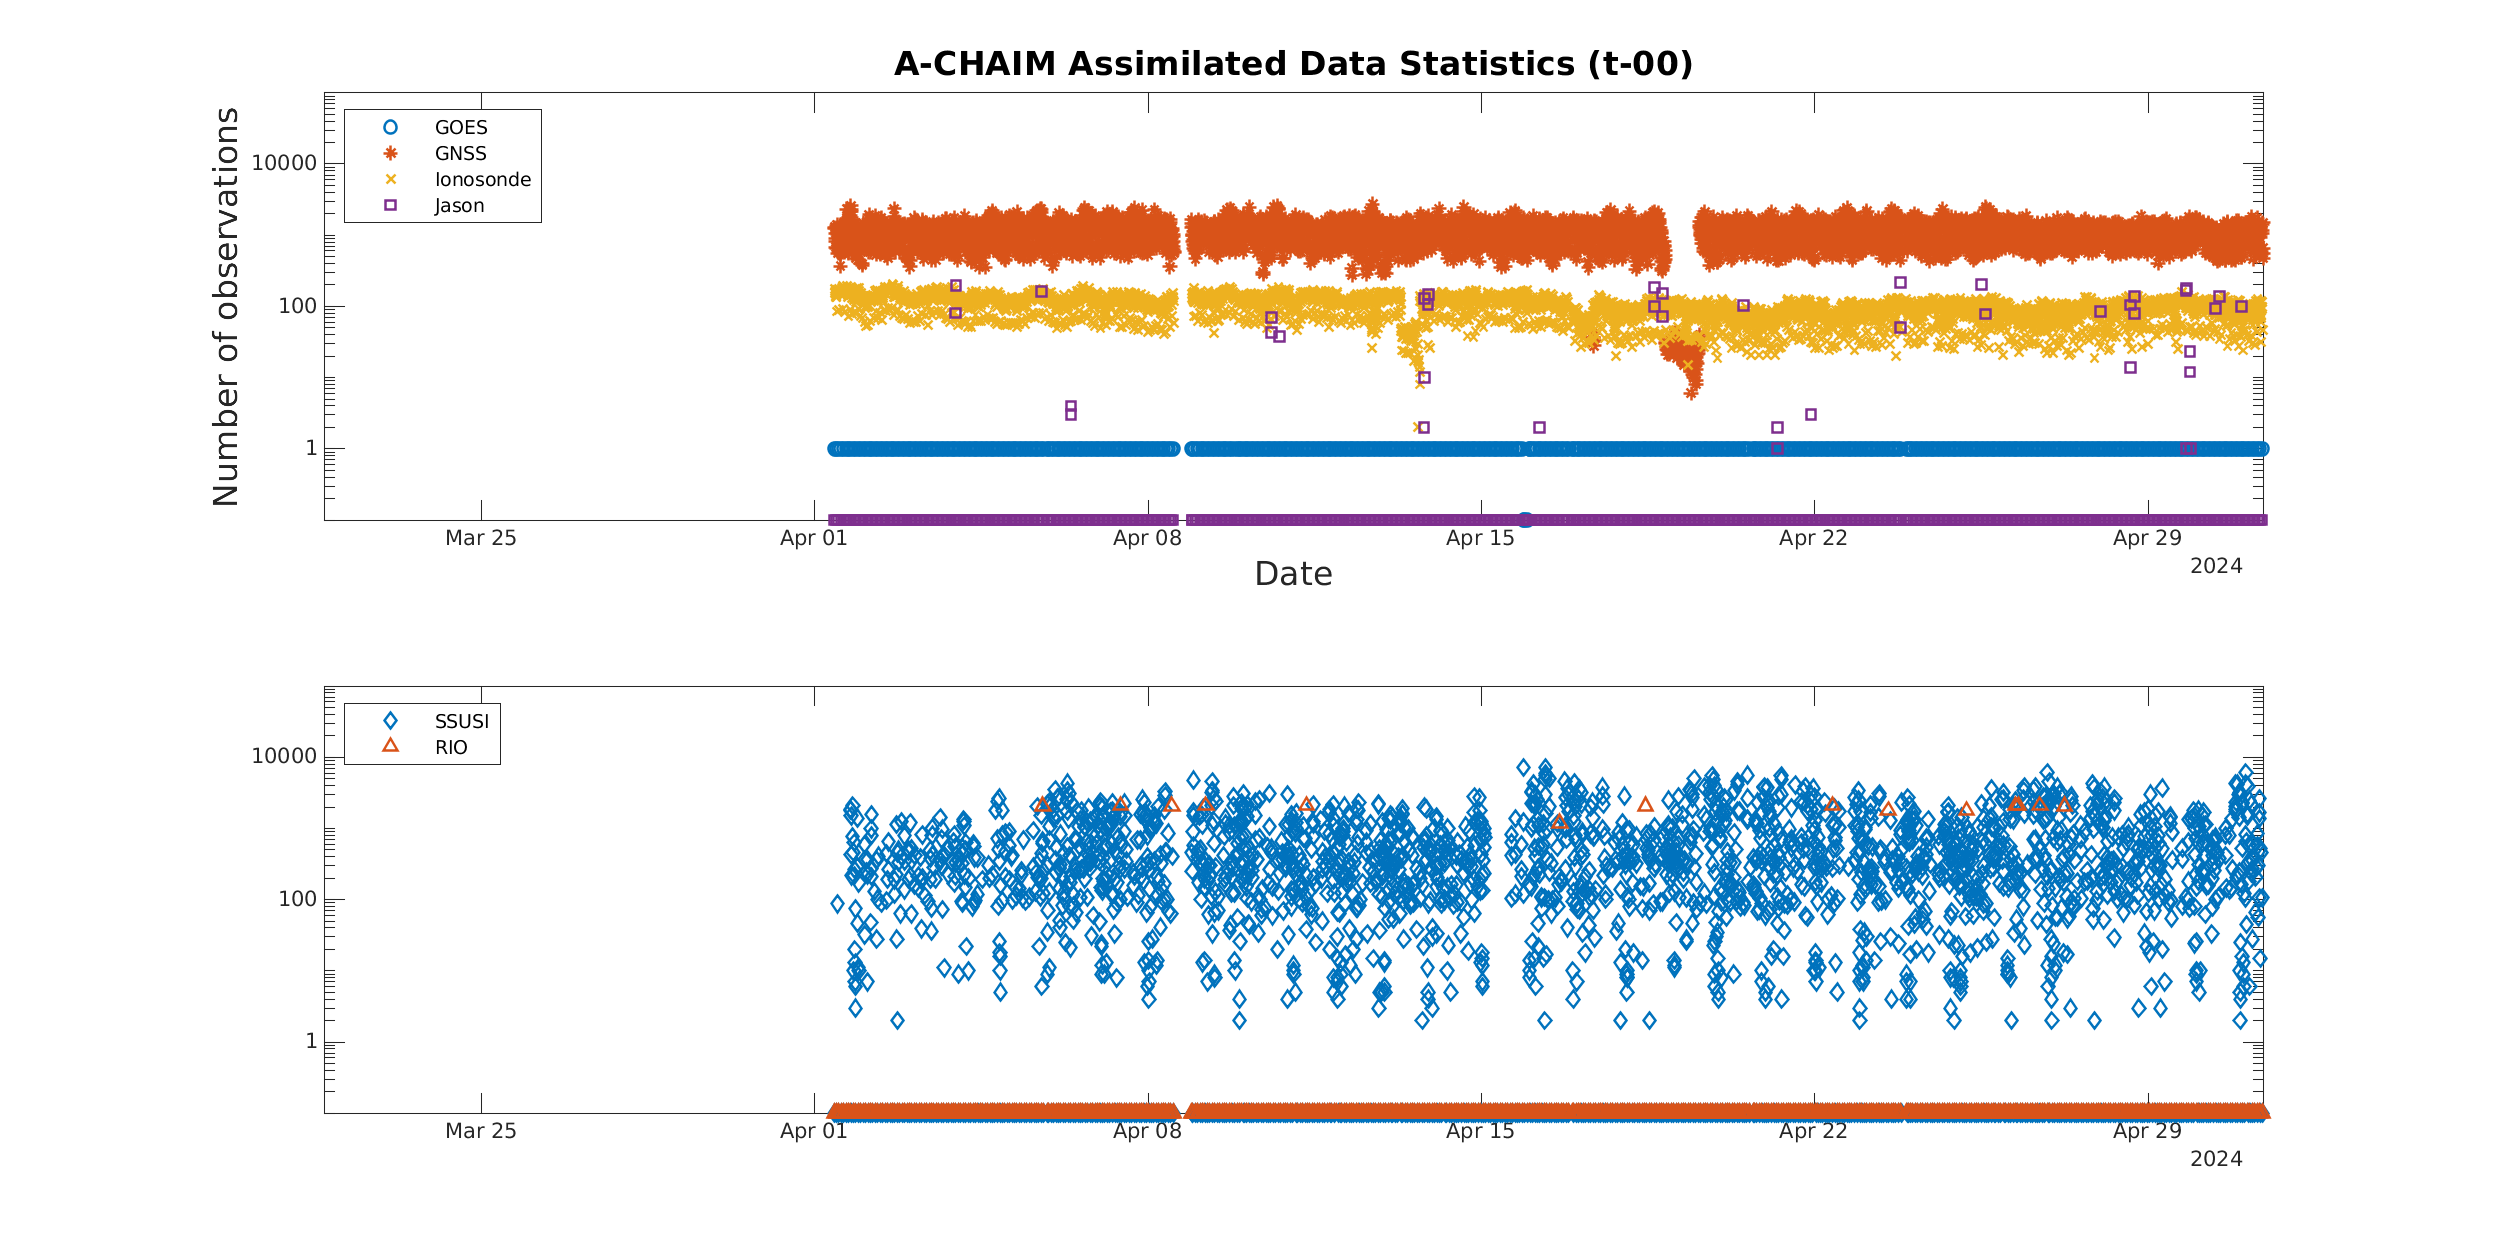 A-CHAIM Assimilated Data Statistics (t-00)
Number of observations
GOES
GNSS
Ionosonde
Jason
10000
100
1
Mar 25 Apr 01 Apr 08 Apr 15 Apr 22 Apr 29
2024
Date
SSUSI
RIO
10000
100
1
Mar 25 Apr 01 Apr 08 Apr 15 Apr 22 Apr 29
2024